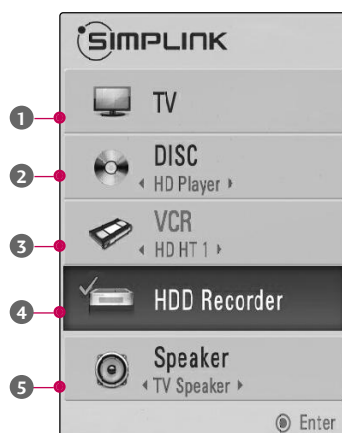 SIMPLINK
1 TV
2 DISC
◀ HD Player ▶
3 VCR
◀ HD HT 1 ▶
4 HDD Recorder
5 Speaker
◀ TV Speaker ▶
◉ Enter